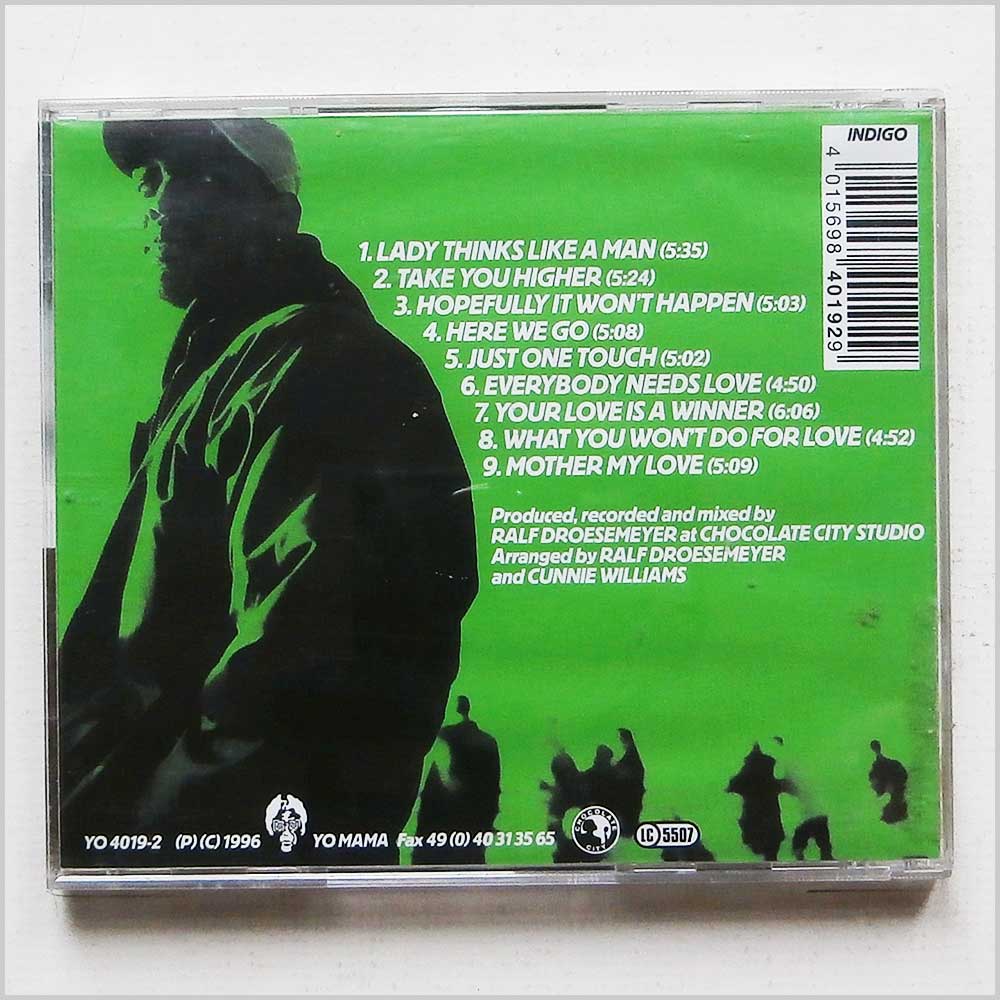 INDIGO
4 015698 401929
1. LADY THINKS LIKE A MAN (5:35)
2. TAKE YOU HIGHER (5:24)
3. HOPEFULLY IT WON'T HAPPEN (5:03)
4. HERE WE GO (5:08)
5. JUST ONE TOUCH (5:02)
6. EVERYBODY NEEDS LOVE (4:50)
7. YOUR LOVE IS A WINNER (6:06)
8. WHAT YOU WON'T DO FOR LOVE (4:52)
9. MOTHER MY LOVE (5:09)
Produced, recorded and mixed by
RALF DROESEMEYER at CHOCOLATE CITY STUDIO
Arranged by RALF DROESEMEYER
and CUNNIE WILLIAMS
YO 4019-2 (P) (C) 1996 YO MAMA Fax 49 (0) 40 31 35 65 CHOCOLATE CITY LC 5507